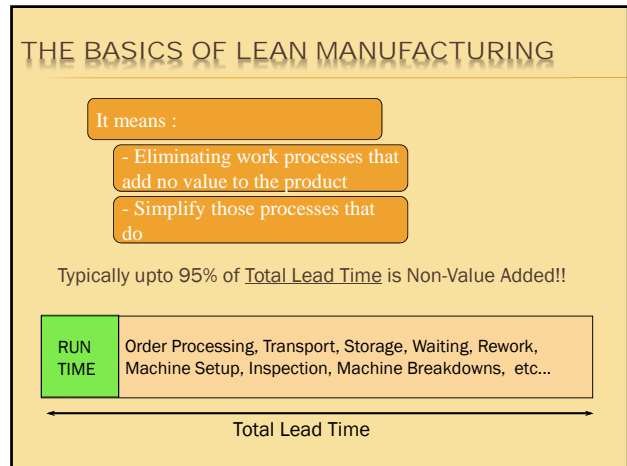 THE BASICS OF LEAN MANUFACTURING
It means :
- Eliminating work processes that
add no value to the product
- Simplify those processes that
do
Typically upto 95% of Total Lead Time is Non-Value Added!!
RUN
TIME
Order Processing, Transport, Storage, Waiting, Rework,
Machine Setup, Inspection, Machine Breakdowns, etc...
Total Lead Time